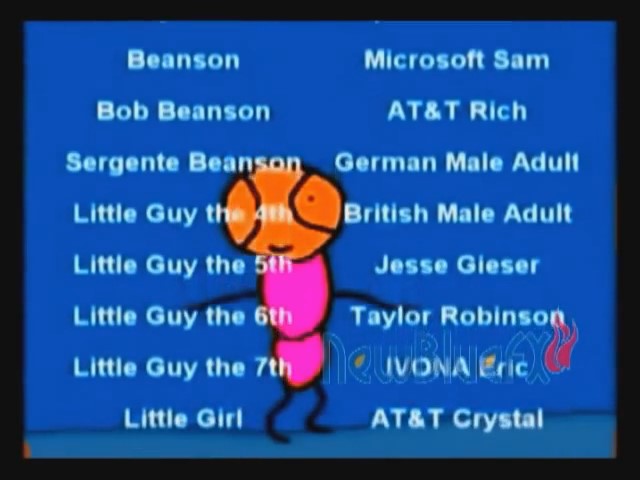 Beanson Microsoft Sam
Bob Beanson AT&T Rich
Sergente Beanson German Male Adult
Little Guy the 4th British Male Adult
Little Guy the 5th Jesse Gieser
Little Guy the 6th Taylor Robinson
Little Guy the 7th IVONA Eric
NewBlueFX
Little Girl AT&T Crystal